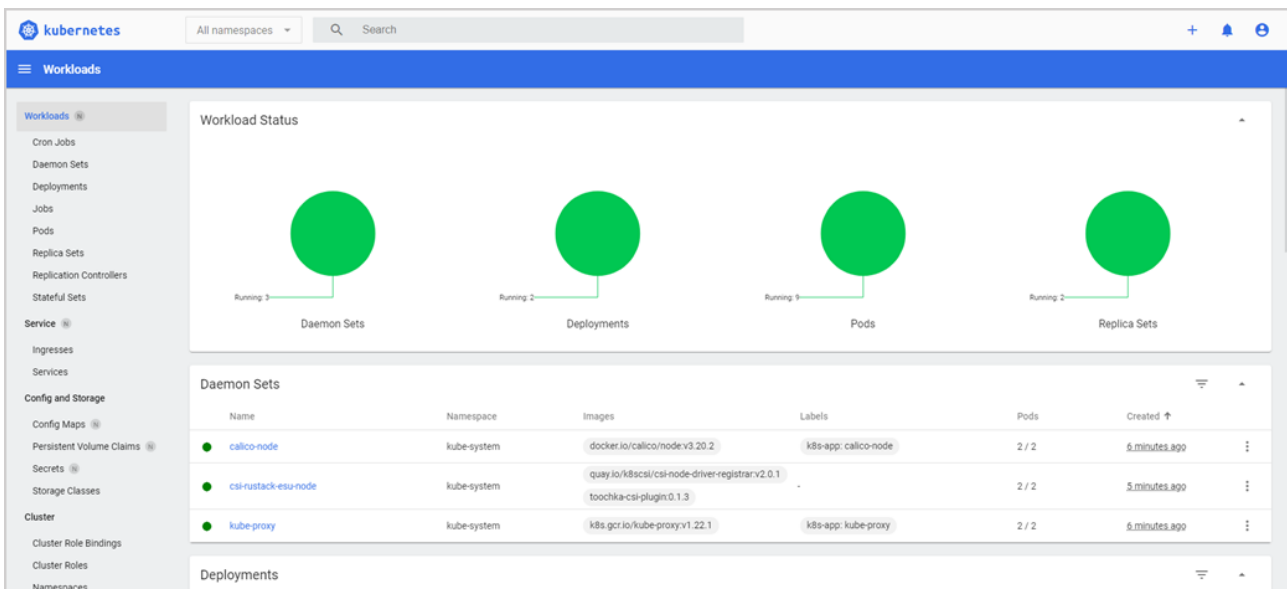 kubernetes
All namespaces
Search
Workloads
Workloads N
Cron Jobs
Daemon Sets
Deployments
Jobs
Pods
Replica Sets
Replication Controllers
Stateful Sets
Service N
Ingresses
Services
Config and Storage
Config Maps N
Persistent Volume Claims N
Secrets N
Storage Classes
Cluster
Cluster Role Bindings
Cluster Roles
Namespaces
Workload Status
Running: 3
Running: 2
Running: 9
Running: 2
Daemon Sets
Deployments
Pods
Replica Sets
Daemon Sets
Name Namespace Images Labels Pods Created
calico-node kube-system docker.io/calico/node:v3.20.2 k8s-app: calico-node 2 / 2 6 minutes ago
csi-rustack-esu-node kube-system quay.io/k8scsi/csi-node-driver-registrar:v2.0.1 - 2 / 2 5 minutes ago
toochka-csi-plugin:0.1.3
kube-proxy kube-system k8s.gcr.io/kube-proxy:v1.22.1 k8s-app: kube-proxy 2 / 2 6 minutes ago
Deployments